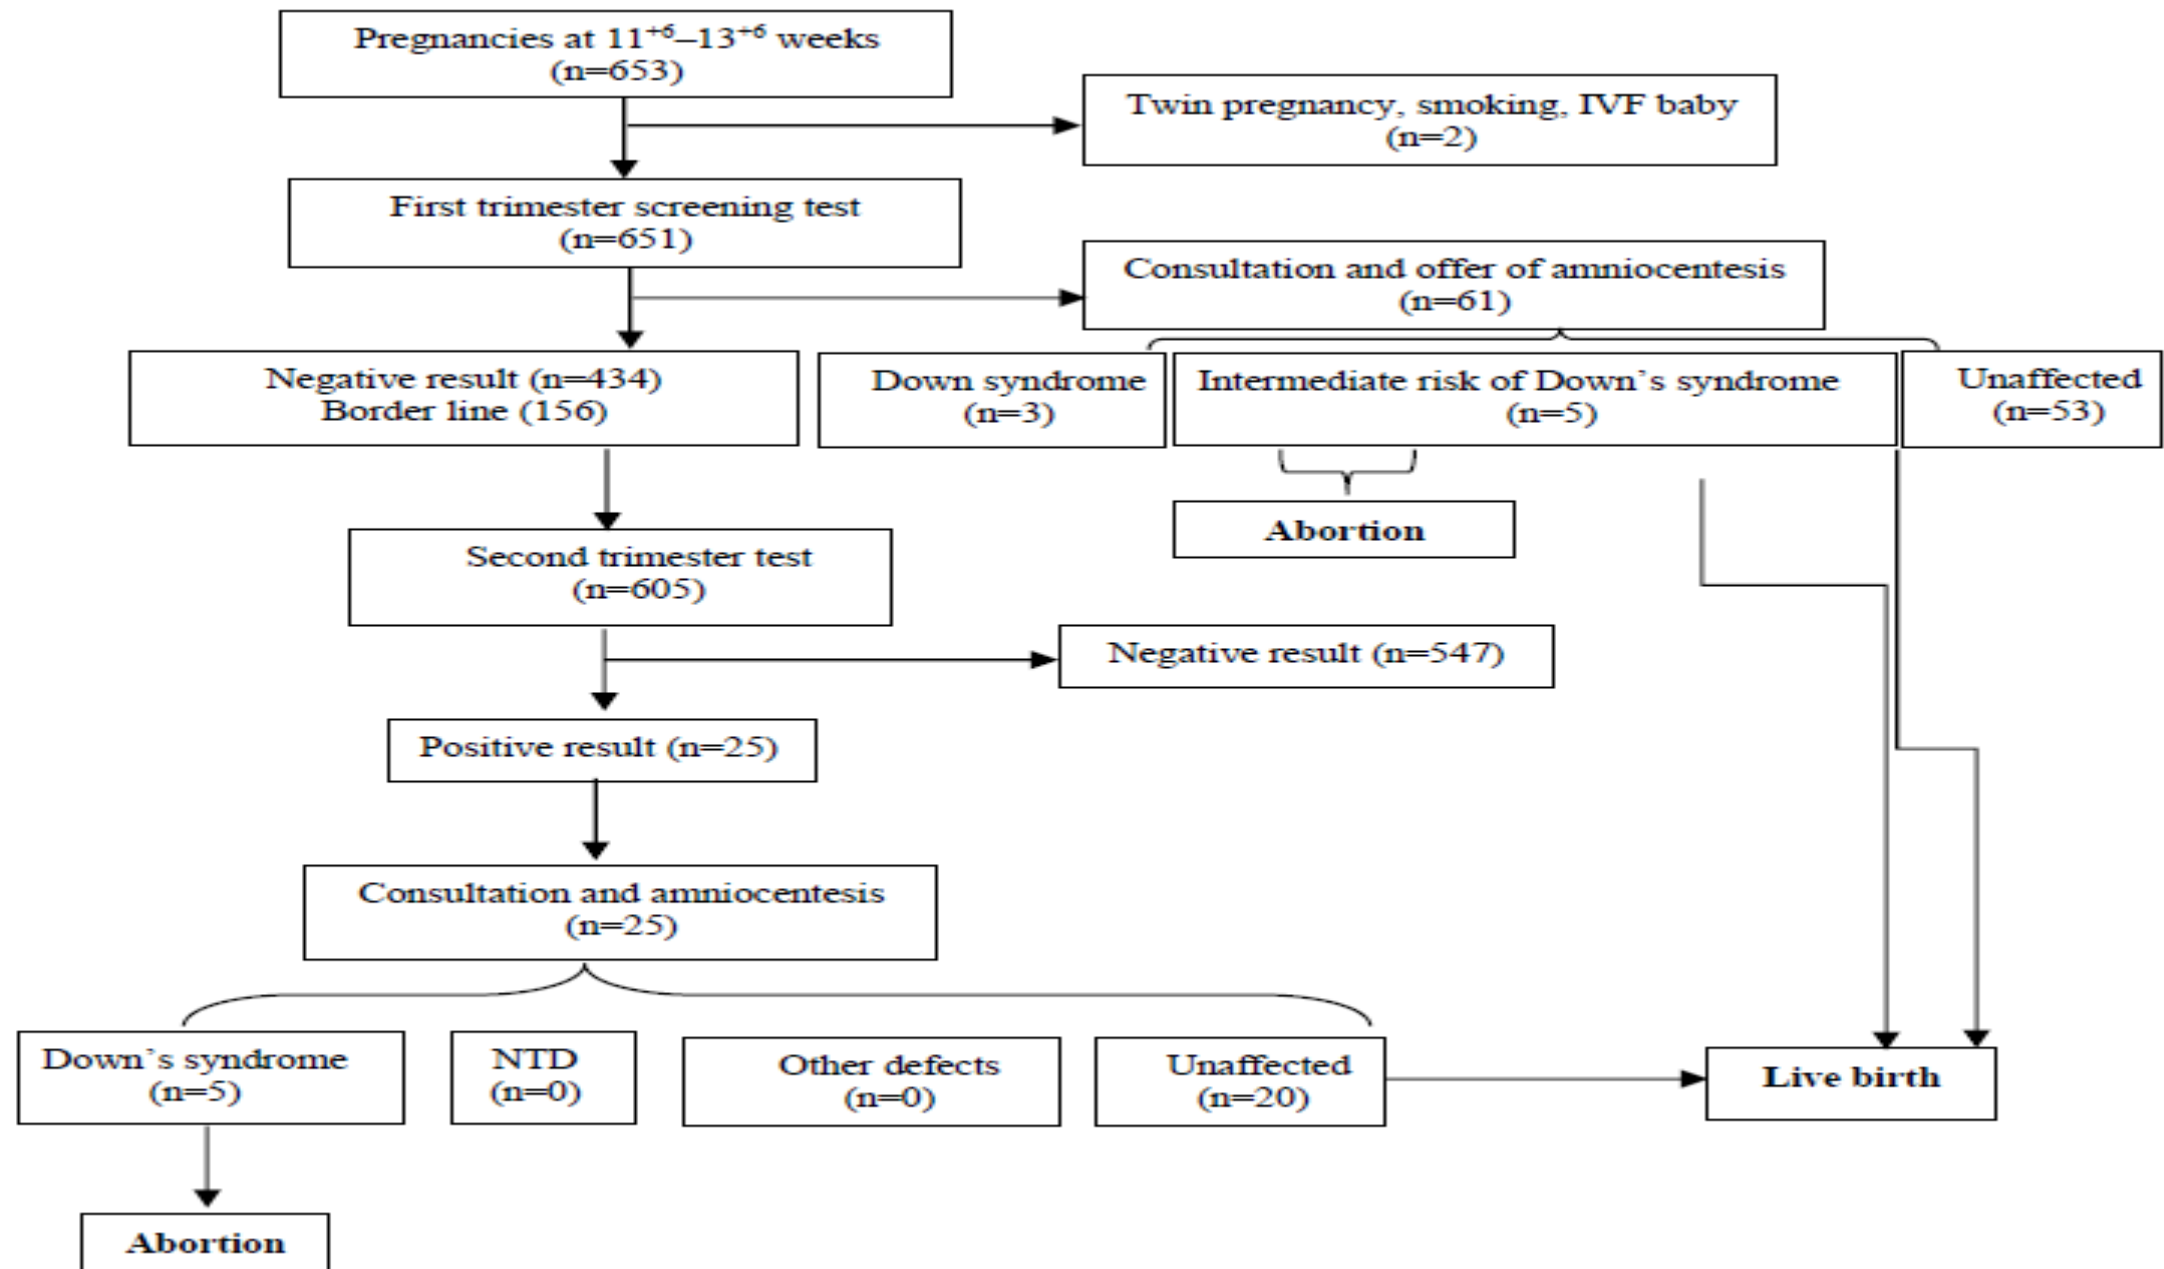 Pregnancies at 11⁺⁶–13⁺⁶ weeks
(n=653)
Twin pregnancy, smoking, IVF baby
(n=2)
First trimester screening test
(n=651)
Consultation and offer of amniocentesis
(n=61)
Negative result (n=434)
Border line (156)
Down syndrome
(n=3)
Intermediate risk of Down’s syndrome
(n=5)
Unaffected
(n=53)
Abortion
Second trimester test
(n=605)
Negative result (n=547)
Positive result (n=25)
Consultation and amniocentesis
(n=25)
Down’s syndrome
(n=5)
NTD
(n=0)
Other defects
(n=0)
Unaffected
(n=20)
Live birth
Abortion